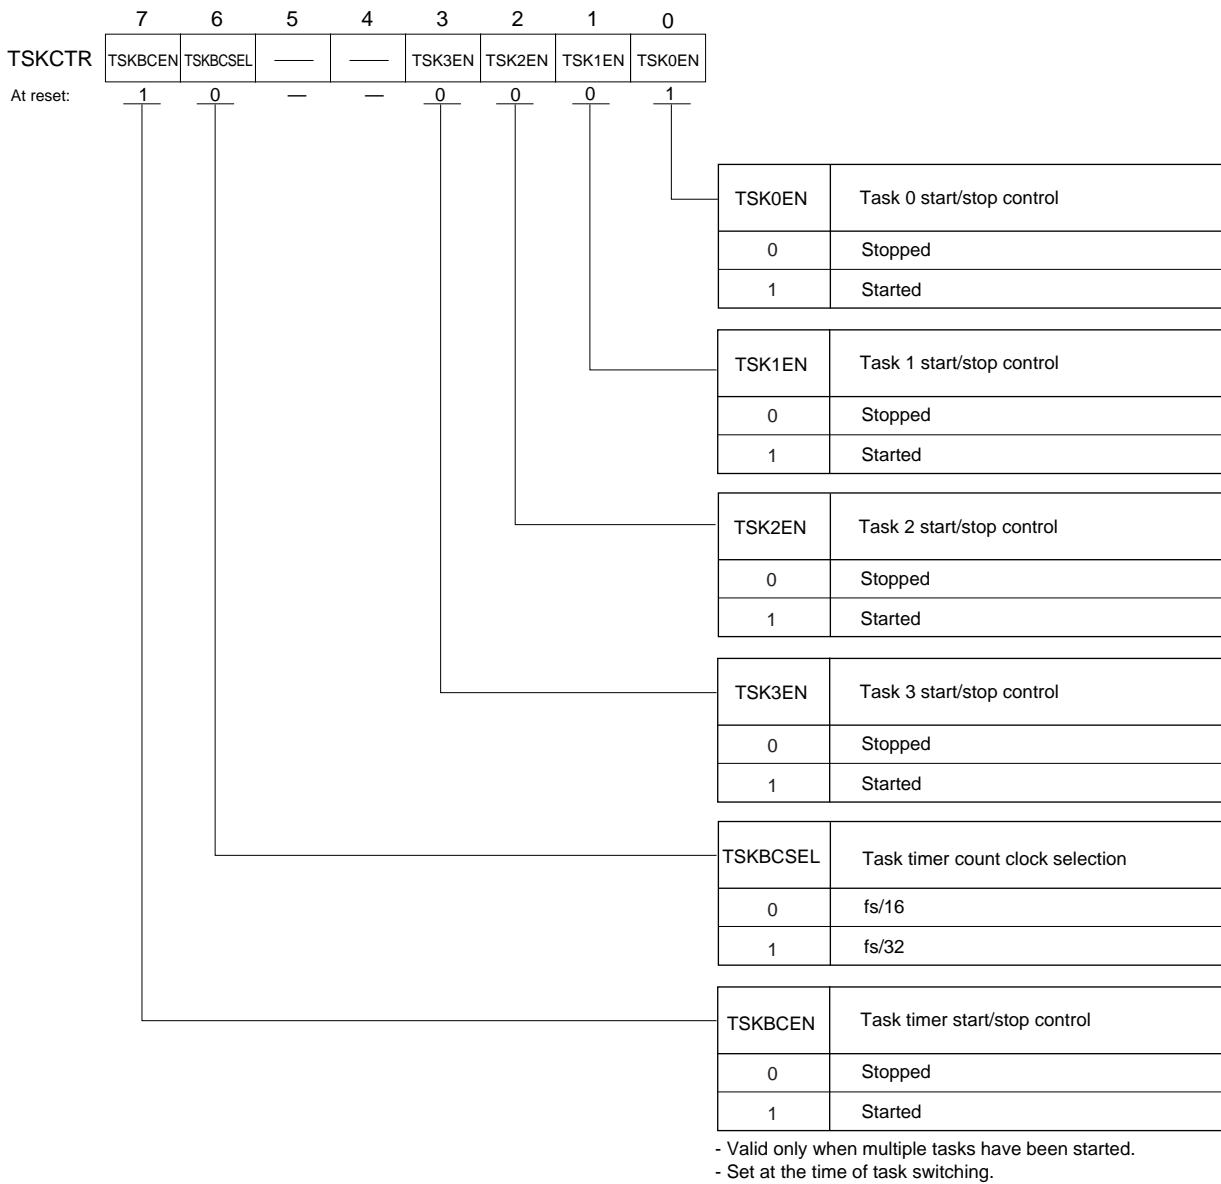 7 6 5 4 3 2 1 0
TSKCTR TSKBCEN TSKBCSEL — — TSK3EN TSK2EN TSK1EN TSK0EN
At reset: 1 0 — — 0 0 0 1
TSK0EN Task 0 start/stop control
0 Stopped
1 Started
TSK1EN Task 1 start/stop control
0 Stopped
1 Started
TSK2EN Task 2 start/stop control
0 Stopped
1 Started
TSK3EN Task 3 start/stop control
0 Stopped
1 Started
TSKBCSEL Task timer count clock selection
0 fs/16
1 fs/32
TSKBCEN Task timer start/stop control
0 Stopped
1 Started
- Valid only when multiple tasks have been started.
- Set at the time of task switching.